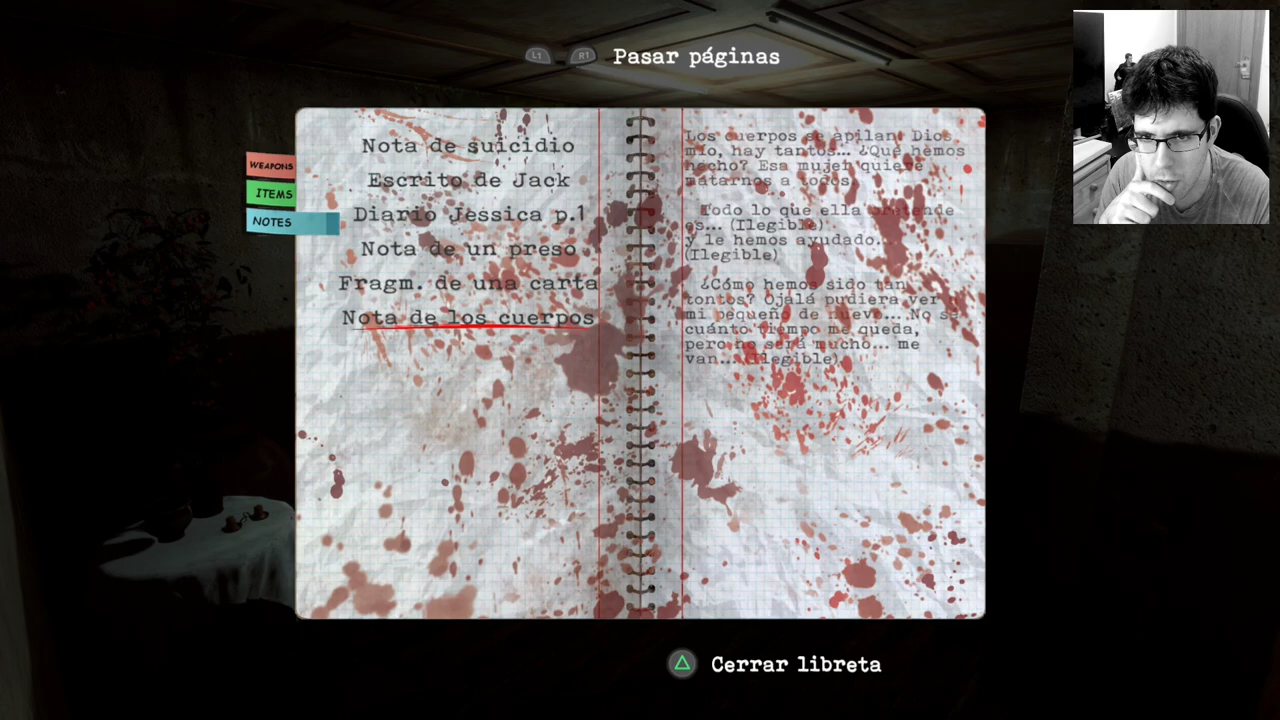 L1 R1 Pasar páginas
WEAPONS
ITEMS
NOTES
Nota de suicidio
Escrito de Jack
Diario Jessica p.1
Nota de un preso
Fragm. de una carta
Nota de los cuerpos
Los cuerpos se apilan. Dios
mío, hay tantos... ¿Qué hemos
hecho? Esa mujer quiere
matarnos a todos.
Todo lo que ella pretende
es... (Ilegible)
y le hemos ayudado...
(Ilegible)
¿Cómo hemos sido tan
tontos? Ojalá pudiera ver a
mi pequeño de nuevo... No sé
cuánto tiempo me queda,
pero no será mucho... me
van... (Ilegible)
Cerrar libreta